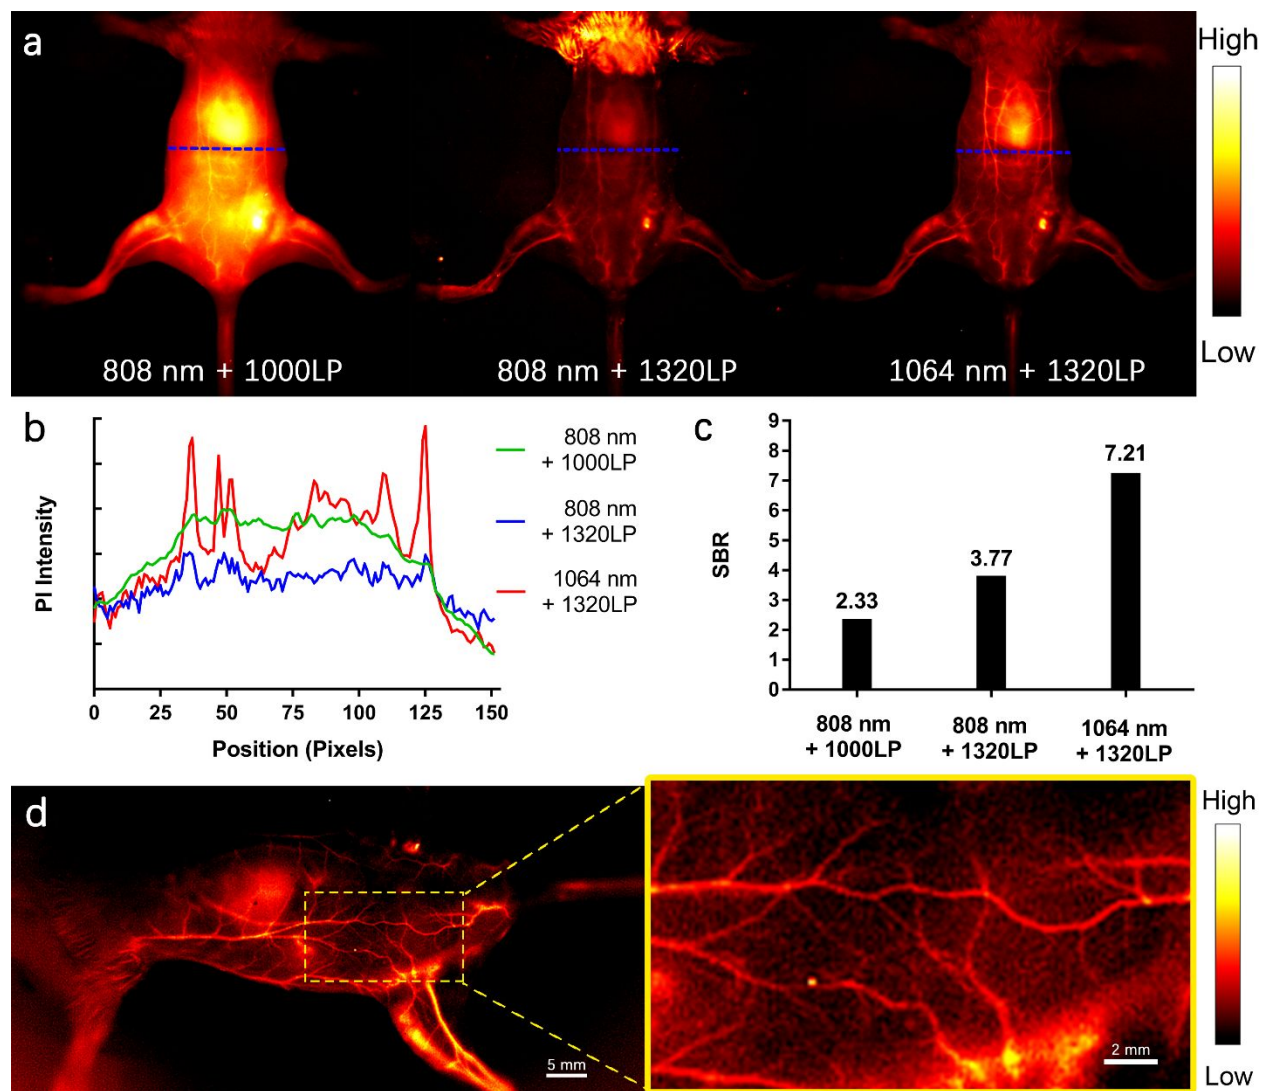 a
High
Low
808 nm + 1000LP
808 nm + 1320LP
1064 nm + 1320LP
b
PI Intensity
0
25
50
75
100
125
150
Position (Pixels)
808 nm
+ 1000LP
808 nm
+ 1320LP
1064 nm
+ 1320LP
c
SBR
9
8
7
6
5
4
3
2
1
0
2.33
3.77
7.21
808 nm
+ 1000LP
808 nm
+ 1320LP
1064 nm
+ 1320LP
d
5 mm
2 mm
High
Low